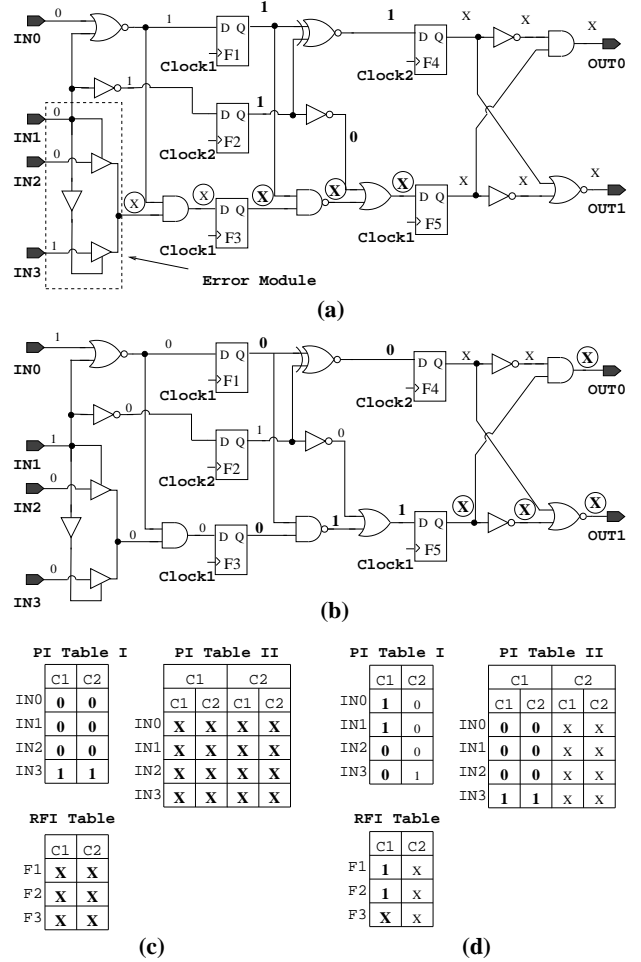 0 1 1 1 X X X
IN0 D Q F1 Clock1 D Q F4 Clock2 OUT0
1 1
0 D Q F2 Clock2 0
IN1
0 X X X X X X X X
IN2 D Q F3 Clock1 D Q F5 Clock1 OUT1
1
IN3 Error Module
(a)
1 0 0 0 X X X
IN0 D Q F1 Clock1 D Q F4 Clock2 OUT0
0 1 0
1 D Q F2 Clock2
IN1
0 0 0 0 1 1 X X X
IN2 D Q F3 Clock1 D Q F5 Clock1 OUT1
0
IN3
(b)
PI Table I PI Table II PI Table I PI Table II
C1 C2 C1 C2 C1 C2 C1 C2
C1 C2 C1 C2 C1 C2 C1 C2
IN0 0 0 IN0 X X X X IN0 1 0 IN0 0 0 X X
IN1 0 0 IN1 X X X X IN1 1 0 IN1 0 0 X X
IN2 0 0 IN2 X X X X IN2 0 0 IN2 0 0 X X
IN3 1 1 IN3 X X X X IN3 0 1 IN3 1 1 X X
RFI Table RFI Table
C1 C2 C1 C2
F1 X X F1 1 X
F2 X X F2 1 X
F3 X X F3 X X
(c) (d)